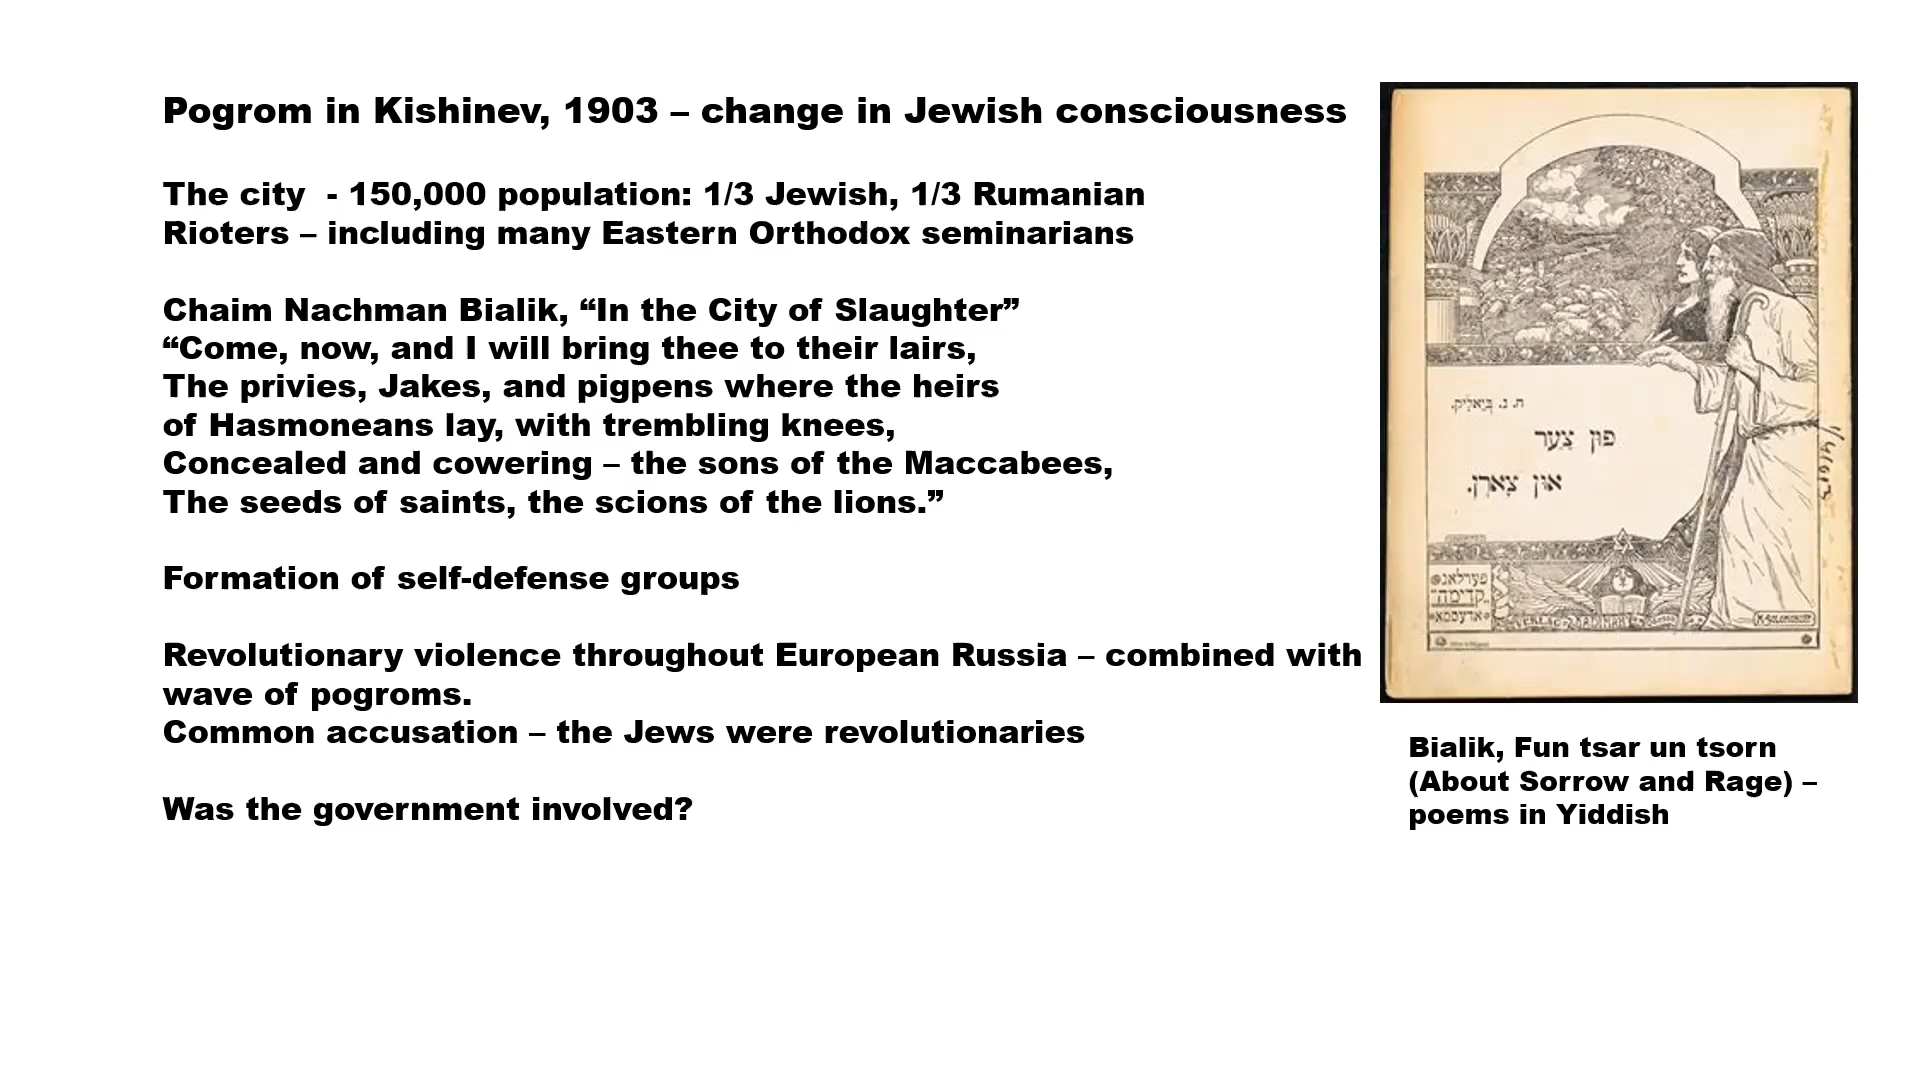 Pogrom in Kishinev, 1903 – change in Jewish consciousness
The city  - 150,000 population: 1/3 Jewish, 1/3 Rumanian
Rioters – including many Eastern Orthodox seminarians
Chaim Nachman Bialik, “In the City of Slaughter”
“Come, now, and I will bring thee to their lairs,
The privies, Jakes, and pigpens where the heirs
of Hasmoneans lay, with trembling knees,
Concealed and cowering – the sons of the Maccabees,
The seeds of saints, the scions of the lions.”
Formation of self-defense groups
Revolutionary violence throughout European Russia – combined with
wave of pogroms.
Common accusation – the Jews were revolutionaries
Was the government involved?
ח. נ. ביאַליק.
פון צער
און צארן.
פערלאג
"קדימה"
אדעססא
Bialik, Fun tsar un tsorn
(About Sorrow and Rage) –
poems in Yiddish